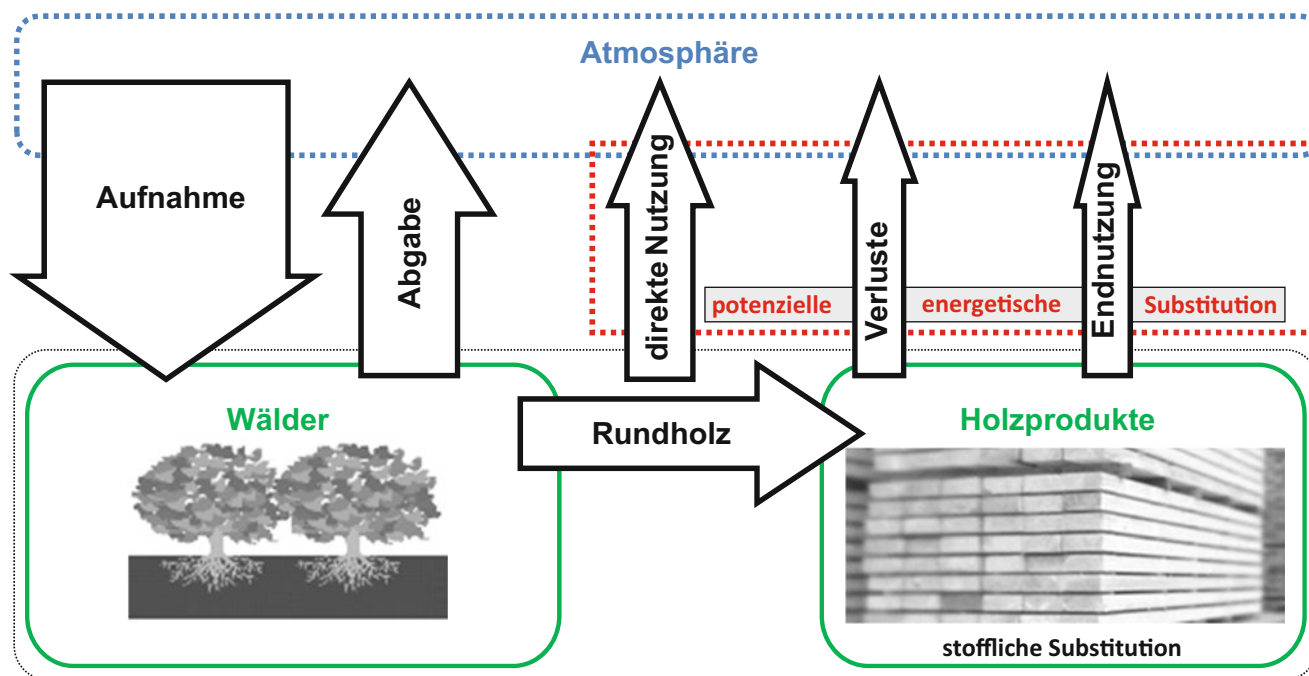 Atmosphäre
Aufnahme
Abgabe
direkte Nutzung
Verluste
Endnutzung
potenzielle energetische Substitution
Wälder
Rundholz
Holzprodukte
stoffliche Substitution